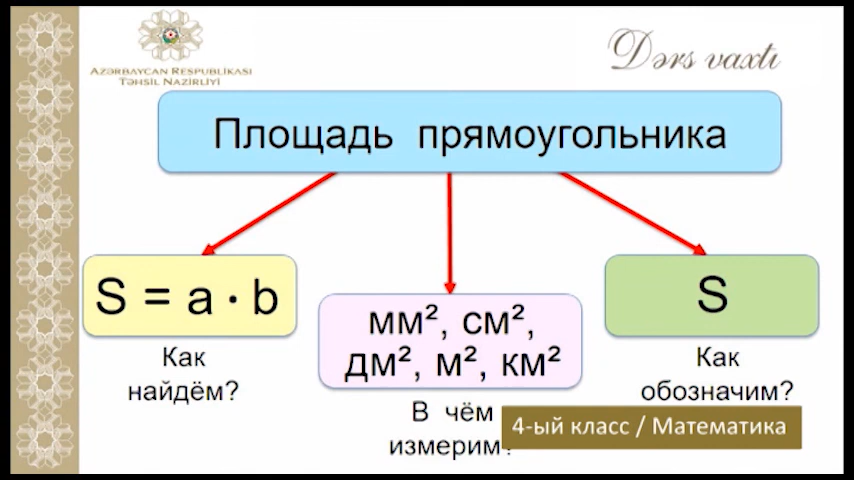 AZƏRBAYCAN RESPUBLİKASI
TƏHSİL NAZİRLİYİ
Dərs vaxtı
Площадь прямоугольника
S = a · b
Как
найдём?
мм², см²,
дм², м², км²
В чём
измерим?
S
Как
обозначим?
4-ый класс / Математика